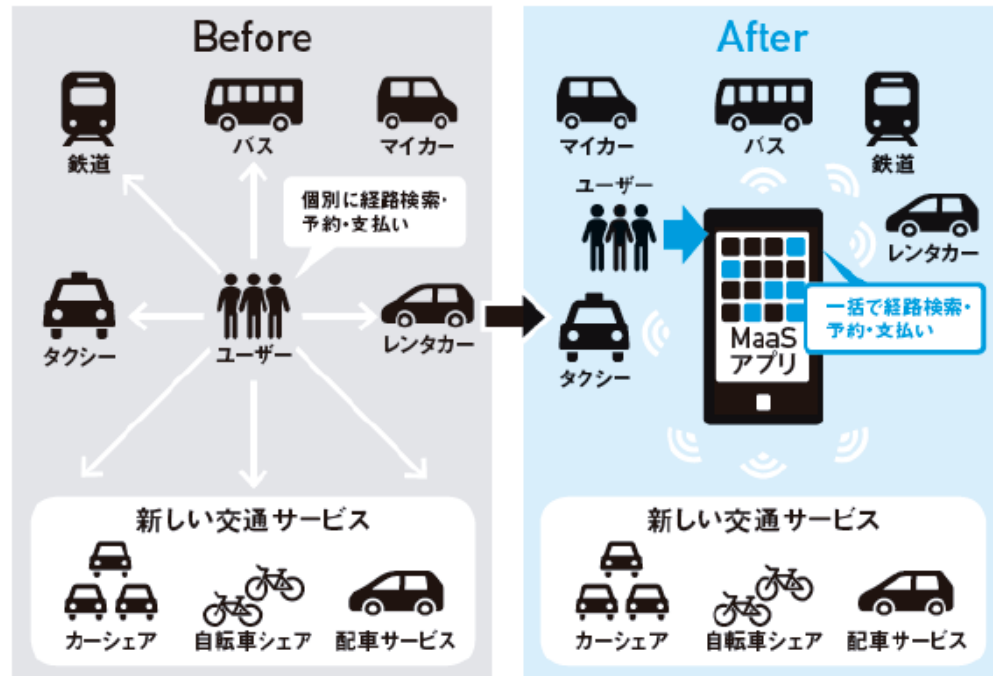 Before
鉄道
バス
マイカー
個別に経路検索・
予約・支払い
タクシー
ユーザー
レンタカー
新しい交通サービス
カーシェア
自転車シェア
配車サービス
After
マイカー
バス
鉄道
ユーザー
レンタカー
一括で経路検索・
予約・支払い
MaaS
アプリ
タクシー
新しい交通サービス
カーシェア
自転車シェア
配車サービス